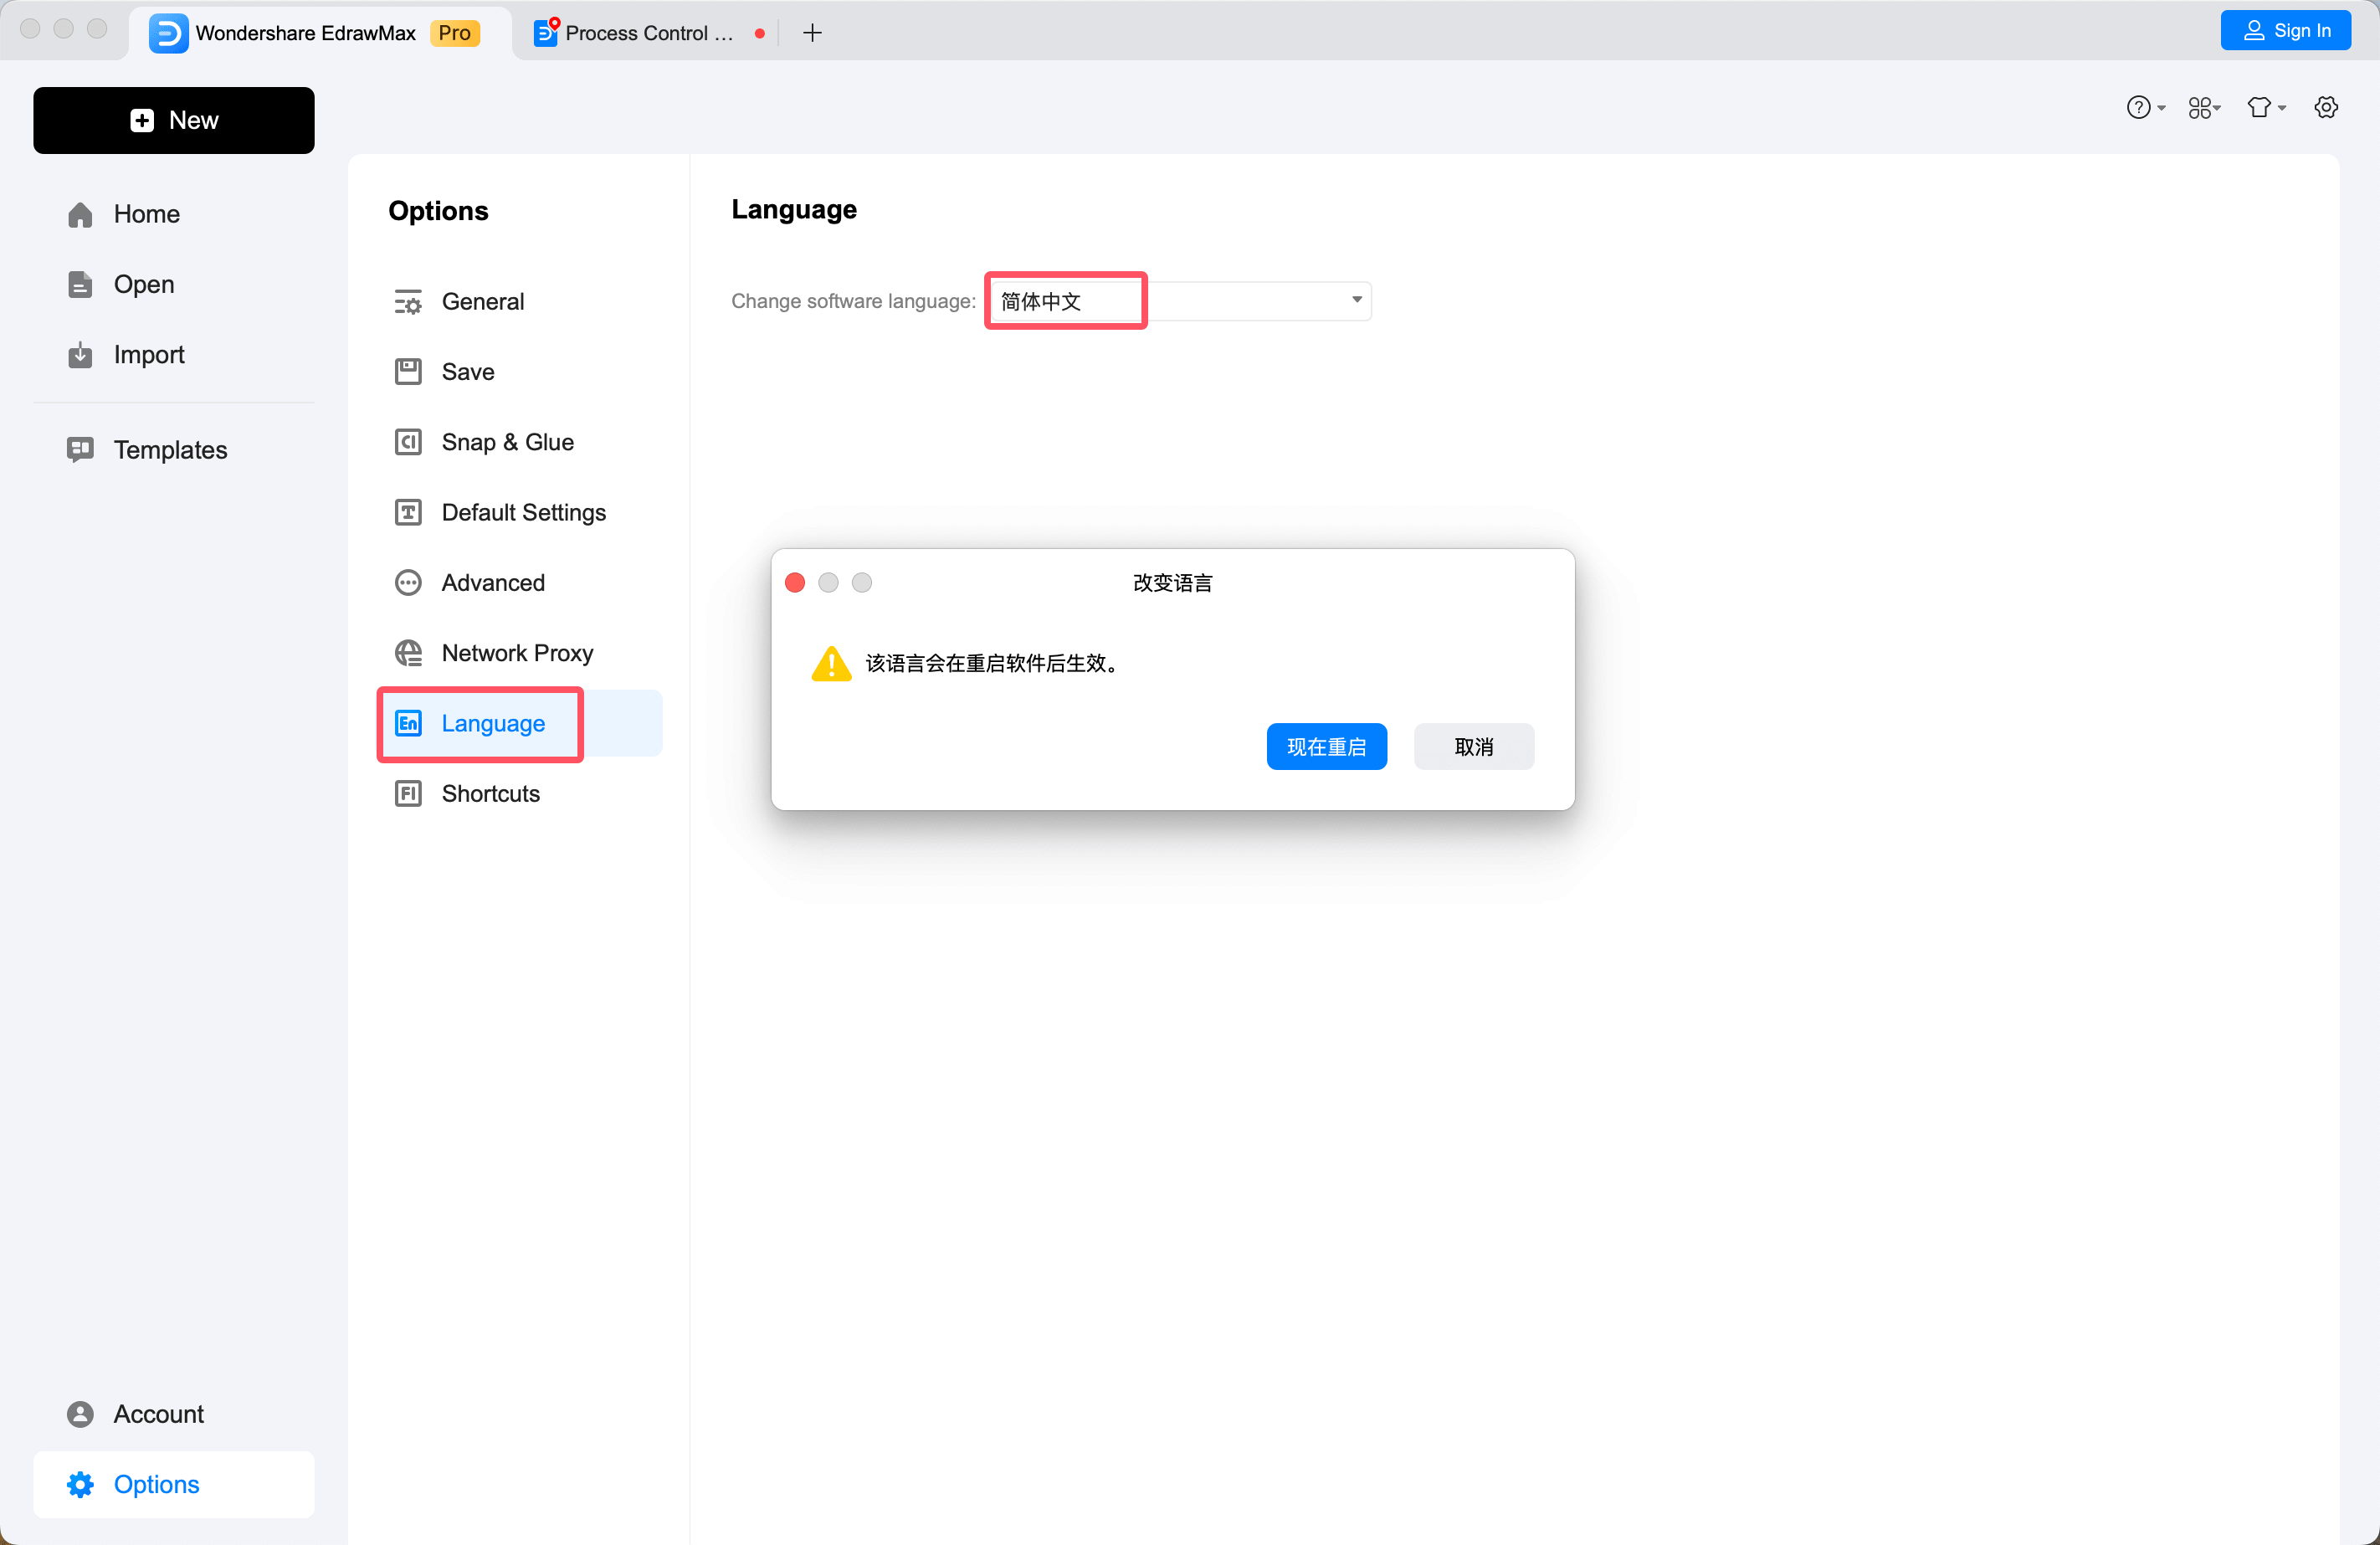 Wondershare EdrawMax Pro
Process Control ...
Sign In
New
Home
Open
Import
Templates
Account
Options
Options
General
Save
Snap & Glue
Default Settings
Advanced
Network Proxy
Language
Shortcuts
Language
Change software language: 简体中文
改变语言
该语言会在重启软件后生效。
现在重启 取消